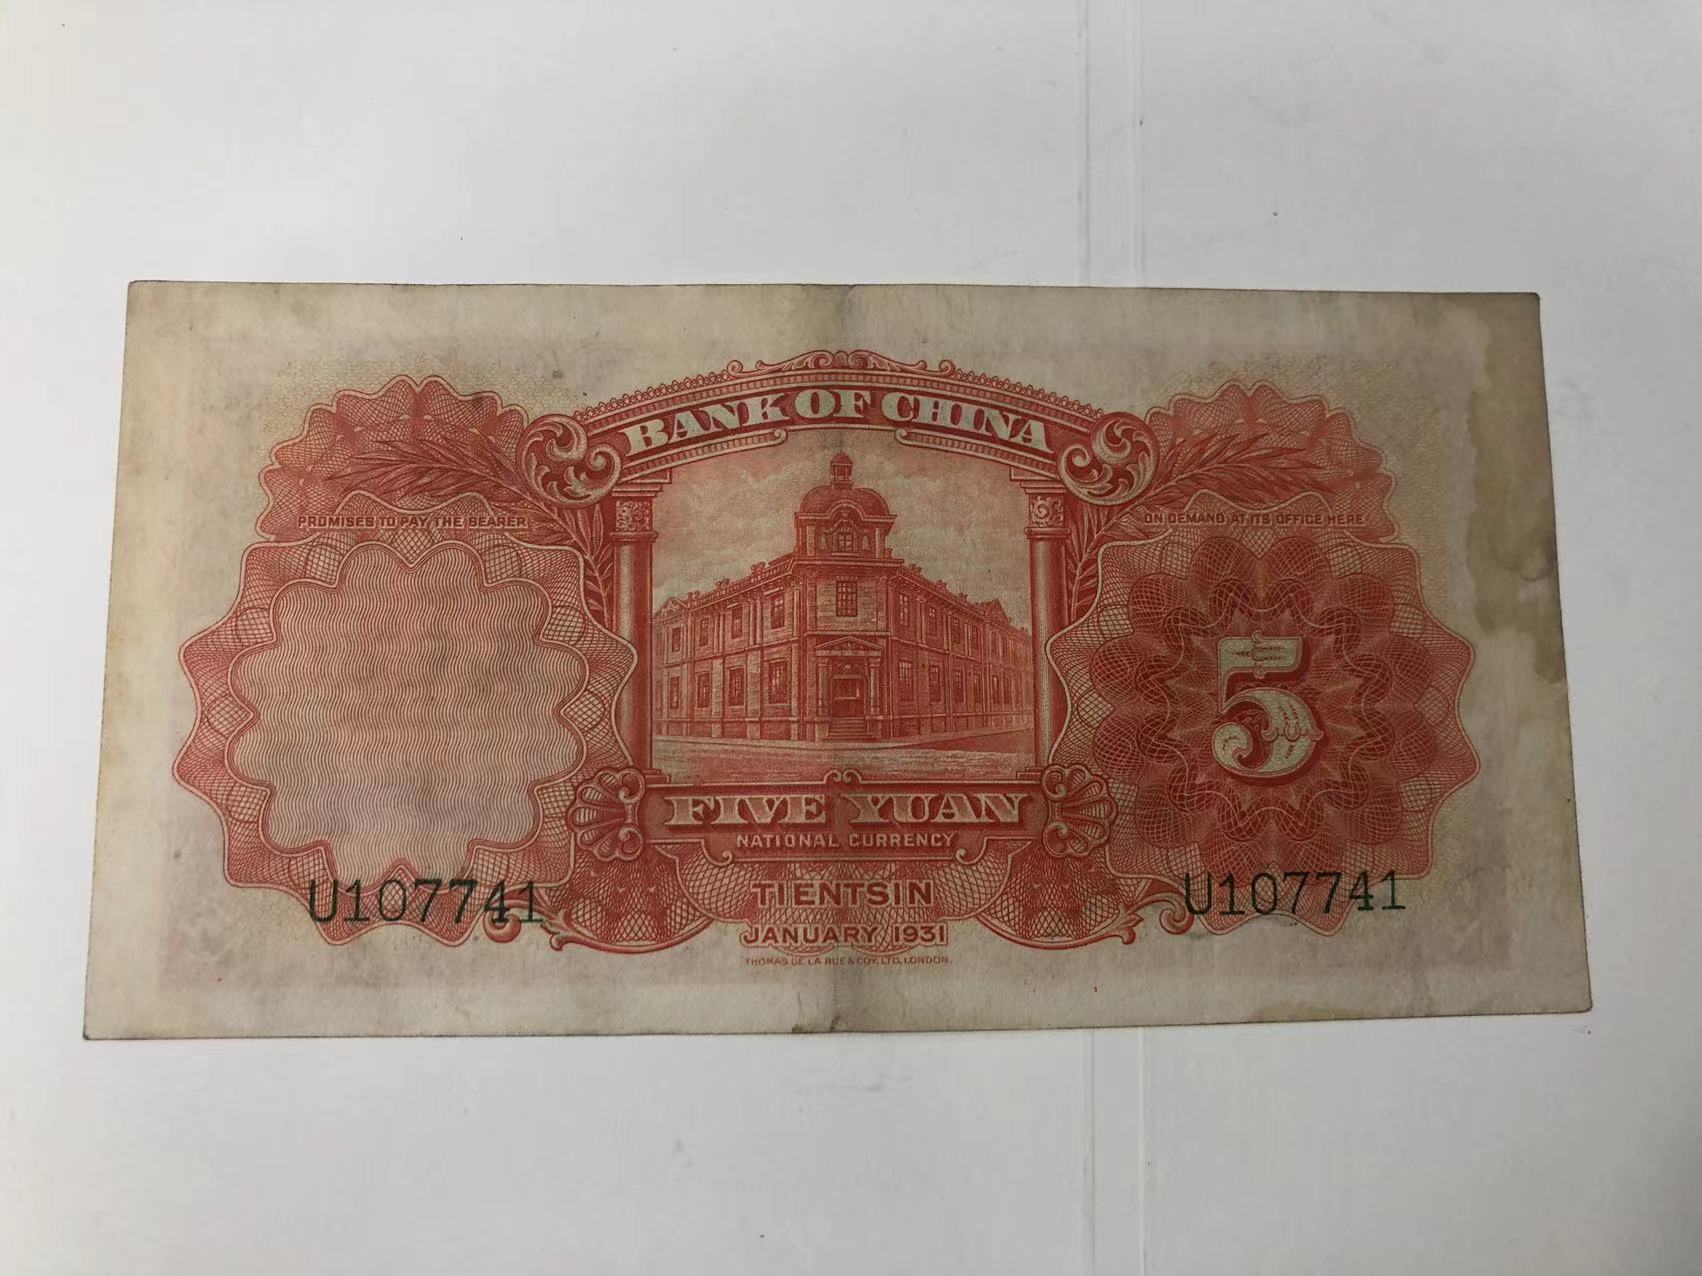 BANK OF CHINA
PROMISES TO PAY THE BEARER
ON DEMAND AT ITS OFFICE HERE
5
FIVE YUAN
NATIONAL CURRENCY
U107741
TIENTSIN
U107741
JANUARY 1931
THOMAS DE LA RUE & COY. LTD. LONDON.